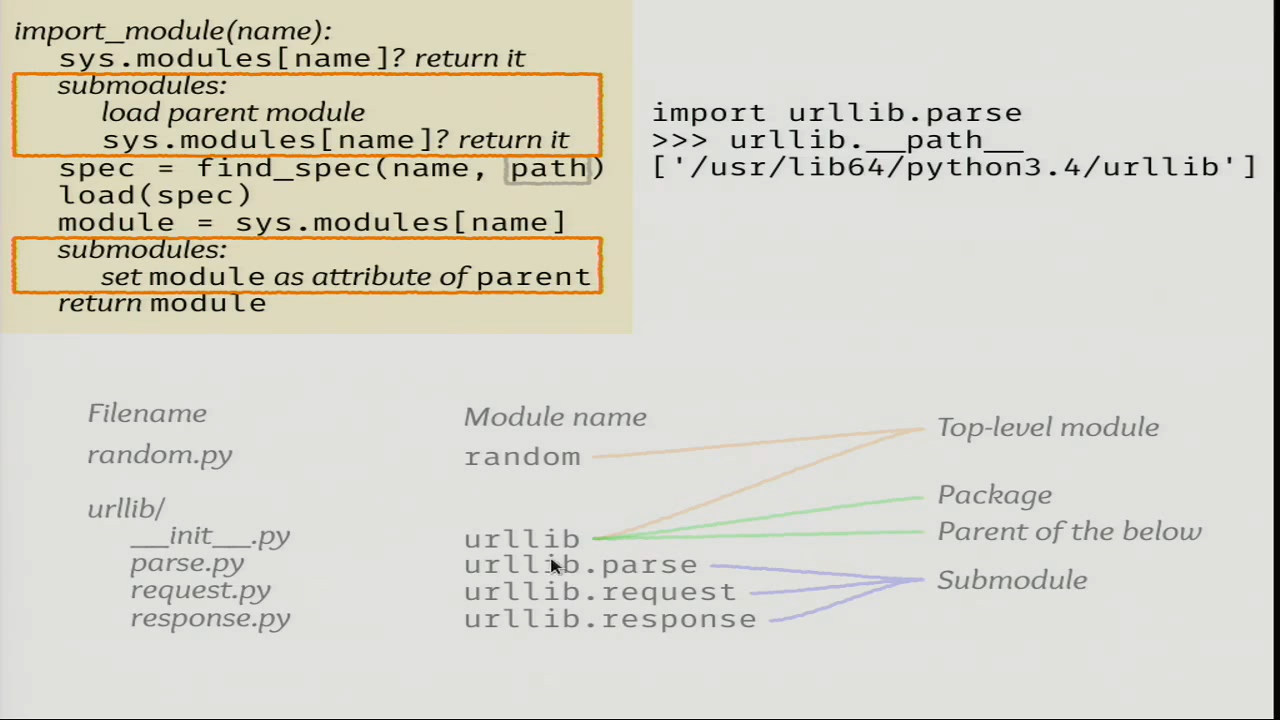 import_module(name):
sys.modules[name]? return it
submodules:
load parent module
sys.modules[name]? return it
spec = find_spec(name, path)
load(spec)
module = sys.modules[name]
submodules:
set module as attribute of parent
return module
import urllib.parse
>>> urllib.__path__
['/usr/lib64/python3.4/urllib']
Filename
random.py
urllib/
__init__.py
parse.py
request.py
response.py
Module name
random
urllib
urllib.parse
urllib.request
urllib.response
Top-level module
Package
Parent of the below
Submodule